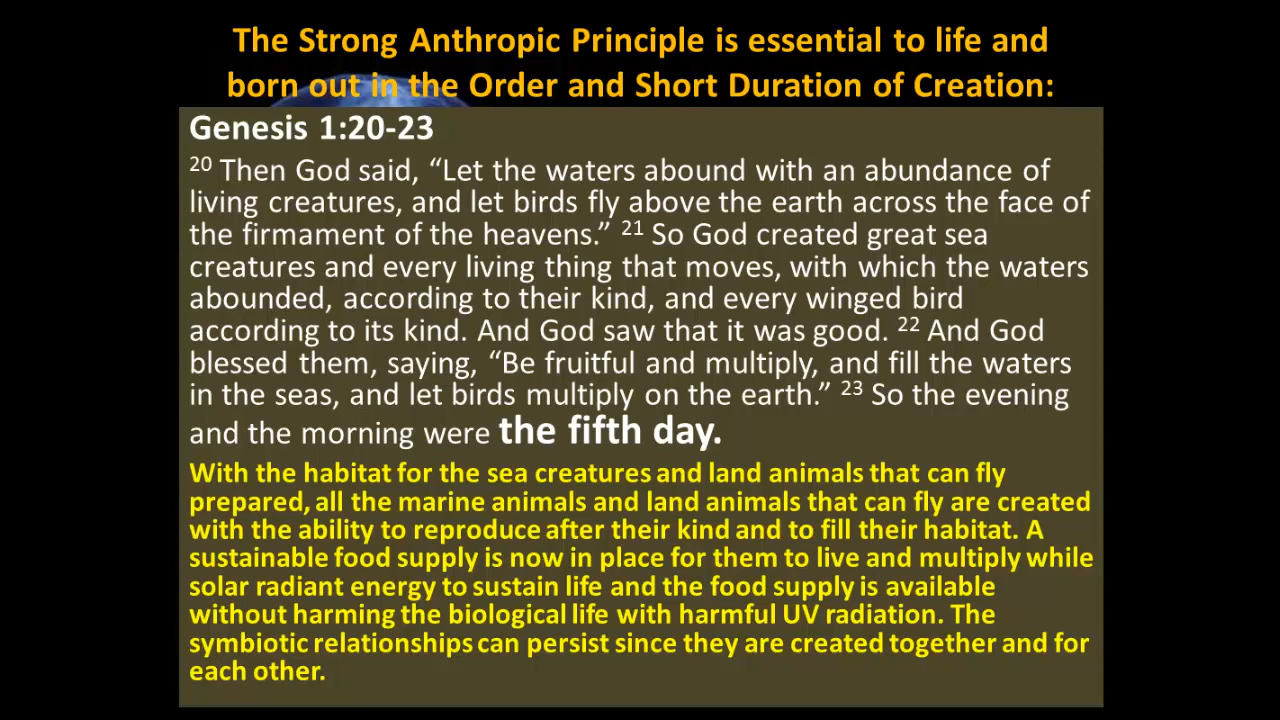 The Strong Anthropic Principle is essential to life and
born out in the Order and Short Duration of Creation:
Genesis 1:20-23
20 Then God said, “Let the waters abound with an abundance of
living creatures, and let birds fly above the earth across the face of
the firmament of the heavens.” 21 So God created great sea
creatures and every living thing that moves, with which the waters
abounded, according to their kind, and every winged bird
according to its kind. And God saw that it was good. 22 And God
blessed them, saying, “Be fruitful and multiply, and fill the waters
in the seas, and let birds multiply on the earth.” 23 So the evening
and the morning were the fifth day.
With the habitat for the sea creatures and land animals that can fly
prepared, all the marine animals and land animals that can fly are created
with the ability to reproduce after their kind and to fill their habitat. A
sustainable food supply is now in place for them to live and multiply while
solar radiant energy to sustain life and the food supply is available
without harming the biological life with harmful UV radiation. The
symbiotic relationships can persist since they are created together and for
each other.